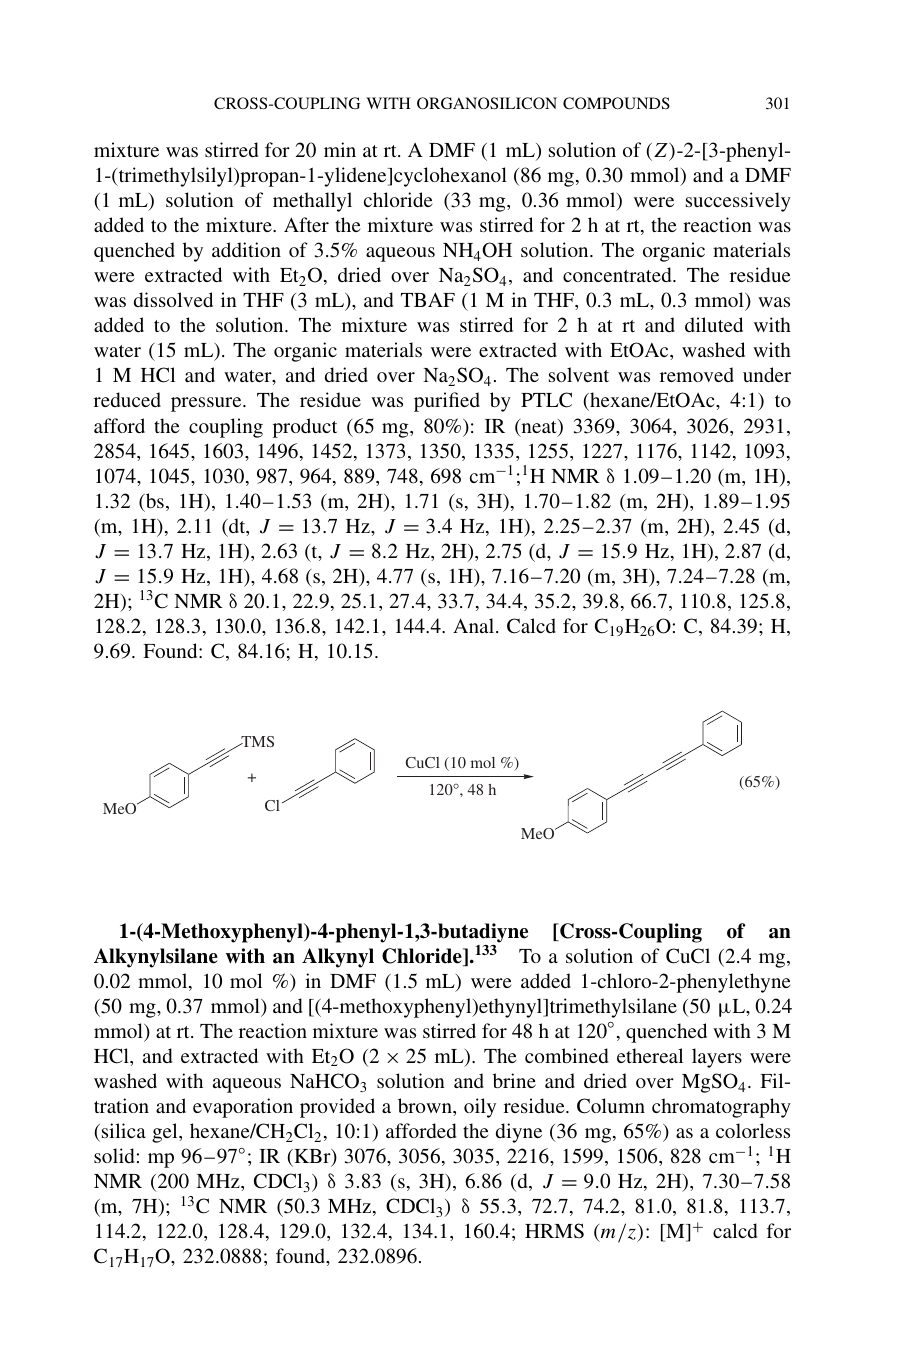 CROSS-COUPLING WITH ORGANOSILICON COMPOUNDS 301
mixture was stirred for 20 min at rt. A DMF (1 mL) solution of (Z)-2-[3-phenyl-
1-(trimethylsilyl)propan-1-ylidene]cyclohexanol (86 mg, 0.30 mmol) and a DMF
(1 mL) solution of methallyl chloride (33 mg, 0.36 mmol) were successively
added to the mixture. After the mixture was stirred for 2 h at rt, the reaction was
quenched by addition of 3.5% aqueous NH₄OH solution. The organic materials
were extracted with Et₂O, dried over Na₂SO₄, and concentrated. The residue
was dissolved in THF (3 mL), and TBAF (1 M in THF, 0.3 mL, 0.3 mmol) was
added to the solution. The mixture was stirred for 2 h at rt and diluted with
water (15 mL). The organic materials were extracted with EtOAc, washed with
1 M HCl and water, and dried over Na₂SO₄. The solvent was removed under
reduced pressure. The residue was purified by PTLC (hexane/EtOAc, 4:1) to
afford the coupling product (65 mg, 80%): IR (neat) 3369, 3064, 3026, 2931,
2854, 1645, 1603, 1496, 1452, 1373, 1350, 1335, 1255, 1227, 1176, 1142, 1093,
1074, 1045, 1030, 987, 964, 889, 748, 698 cm⁻¹;¹H NMR δ 1.09–1.20 (m, 1H),
1.32 (bs, 1H), 1.40–1.53 (m, 2H), 1.71 (s, 3H), 1.70–1.82 (m, 2H), 1.89–1.95
(m, 1H), 2.11 (dt, J = 13.7 Hz, J = 3.4 Hz, 1H), 2.25–2.37 (m, 2H), 2.45 (d,
J = 13.7 Hz, 1H), 2.63 (t, J = 8.2 Hz, 2H), 2.75 (d, J = 15.9 Hz, 1H), 2.87 (d,
J = 15.9 Hz, 1H), 4.68 (s, 2H), 4.77 (s, 1H), 7.16–7.20 (m, 3H), 7.24–7.28 (m,
2H); ¹³C NMR δ 20.1, 22.9, 25.1, 27.4, 33.7, 34.4, 35.2, 39.8, 66.7, 110.8, 125.8,
128.2, 128.3, 130.0, 136.8, 142.1, 144.4. Anal. Calcd for C₁₉H₂₆O: C, 84.39; H,
9.69. Found: C, 84.16; H, 10.15.
TMS
MeO
+
Cl
CuCl (10 mol %)
120°, 48 h
MeO
(65%)
1-(4-Methoxyphenyl)-4-phenyl-1,3-butadiyne [Cross-Coupling of an
Alkynylsilane with an Alkynyl Chloride].¹³³ To a solution of CuCl (2.4 mg,
0.02 mmol, 10 mol %) in DMF (1.5 mL) were added 1-chloro-2-phenylethyne
(50 mg, 0.37 mmol) and [(4-methoxyphenyl)ethynyl]trimethylsilane (50 μL, 0.24
mmol) at rt. The reaction mixture was stirred for 48 h at 120°, quenched with 3 M
HCl, and extracted with Et₂O (2 × 25 mL). The combined ethereal layers were
washed with aqueous NaHCO₃ solution and brine and dried over MgSO₄. Fil-
tration and evaporation provided a brown, oily residue. Column chromatography
(silica gel, hexane/CH₂Cl₂, 10:1) afforded the diyne (36 mg, 65%) as a colorless
solid: mp 96–97°; IR (KBr) 3076, 3056, 3035, 2216, 1599, 1506, 828 cm⁻¹; ¹H
NMR (200 MHz, CDCl₃) δ 3.83 (s, 3H), 6.86 (d, J = 9.0 Hz, 2H), 7.30–7.58
(m, 7H); ¹³C NMR (50.3 MHz, CDCl₃) δ 55.3, 72.7, 74.2, 81.0, 81.8, 113.7,
114.2, 122.0, 128.4, 129.0, 132.4, 134.1, 160.4; HRMS (m/z): [M]⁺ calcd for
C₁₇H₁₇O, 232.0888; found, 232.0896.